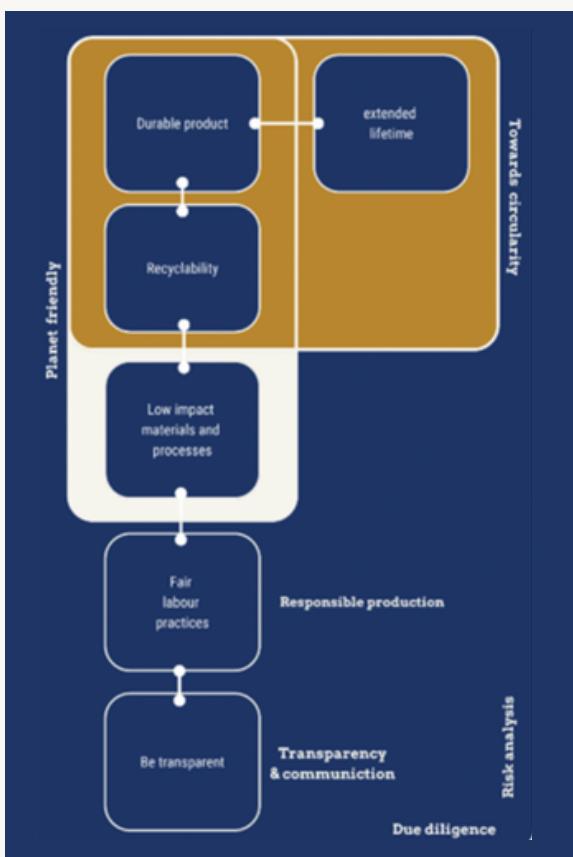 Durable product
extended
lifetime
Towards circularity
Recyclability
Planet friendly
Low impact
materials and
processes
Fair
labour
practices
Responsible production
Be transparent
Transparency
& communiction
Risk analysis
Due diligence